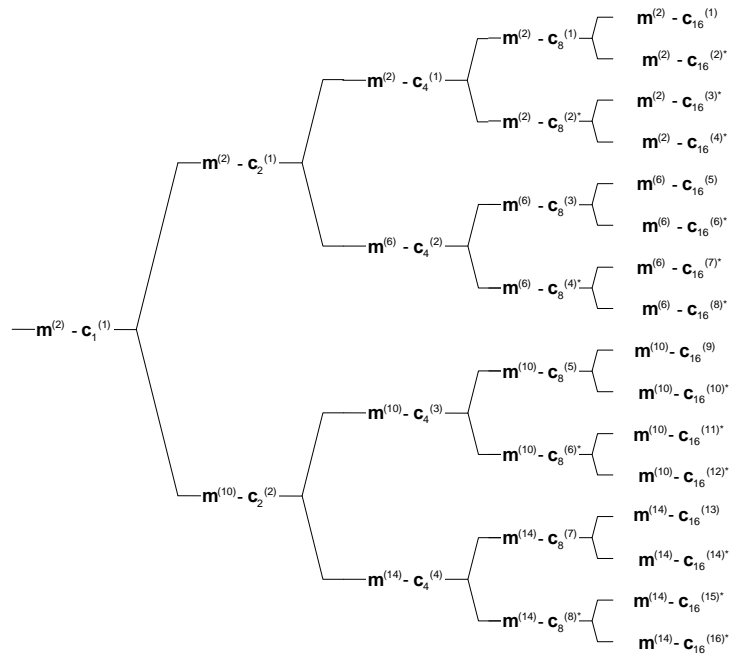 m(2) - c16(1)
m(2) - c8(1)
m(2) - c16(2)*
m(2) - c4(1)
m(2) - c16(3)*
m(2) - c8(2)*
m(2) - c16(4)*
m(2) - c2(1)
m(6) - c16(5)
m(6) - c8(3)
m(6) - c16(6)*
m(6) - c4(2)
m(6) - c16(7)*
m(6) - c8(4)*
m(6) - c16(8)*
m(2) - c1(1)
m(10) - c16(9)
m(10) - c8(5)
m(10) - c16(10)*
m(10) - c4(3)
m(10) - c16(11)*
m(10) - c8(6)*
m(10) - c16(12)*
m(10) - c2(2)
m(14) - c16(13)
m(14) - c8(7)
m(14) - c16(14)*
m(14) - c4(4)
m(14) - c16(15)*
m(14) - c8(8)*
m(14) - c16(16)*